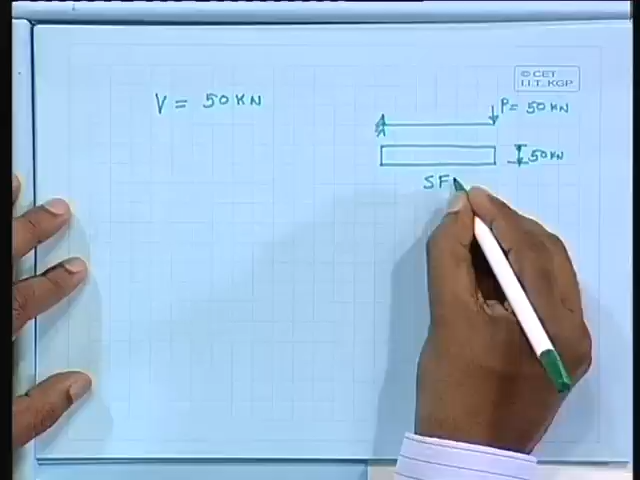 © CET
I.I.T. KGP
V = 50 KN
P = 50 KN
50 KN
SF